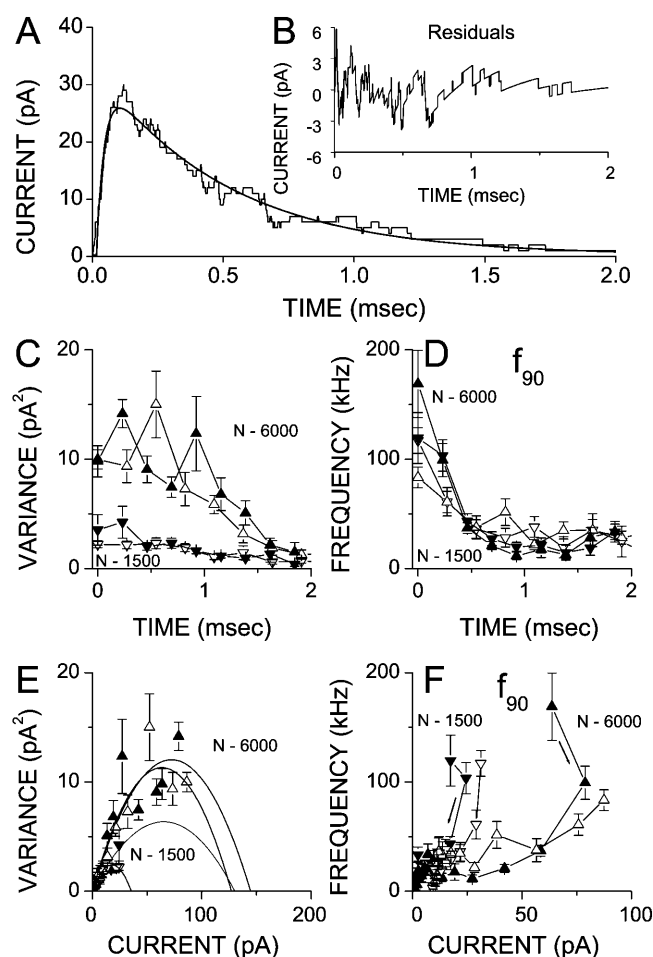 A
B
Residuals
CURRENT (pA)
40
30
20
10
0
0.0 0.5 1.0 1.5 2.0
TIME (msec)
CURRENT (pA)
6
3
0
-3
-6
0 1 2
TIME (msec)
C
VARIANCE (pA²)
20
10
0
N - 6000
N - 1500
0 1 2
TIME (msec)
D
f90
FREQUENCY (kHz)
200
100
0
N - 6000
N - 1500
0 1 2
TIME (msec)
E
VARIANCE (pA²)
20
10
0
N - 6000
N - 1500
0 100 200
CURRENT (pA)
F
f90
FREQUENCY (kHz)
200
100
0
N - 1500
N - 6000
0 50 100
CURRENT (pA)